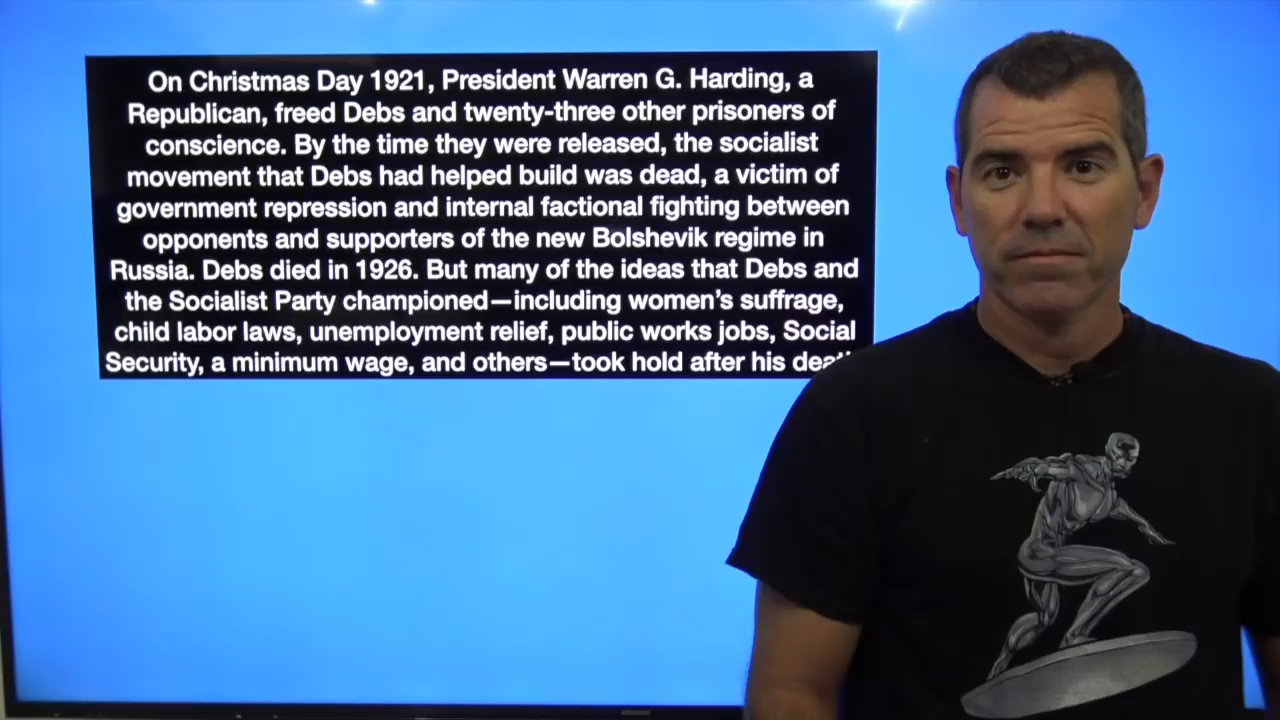 On Christmas Day 1921, President Warren G. Harding, a
Republican, freed Debs and twenty-three other prisoners of
conscience. By the time they were released, the socialist
movement that Debs had helped build was dead, a victim of
government repression and internal factional fighting between
opponents and supporters of the new Bolshevik regime in
Russia. Debs died in 1926. But many of the ideas that Debs and
the Socialist Party championed—including women's suffrage,
child labor laws, unemployment relief, public works jobs, Social
Security, a minimum wage, and others—took hold after his